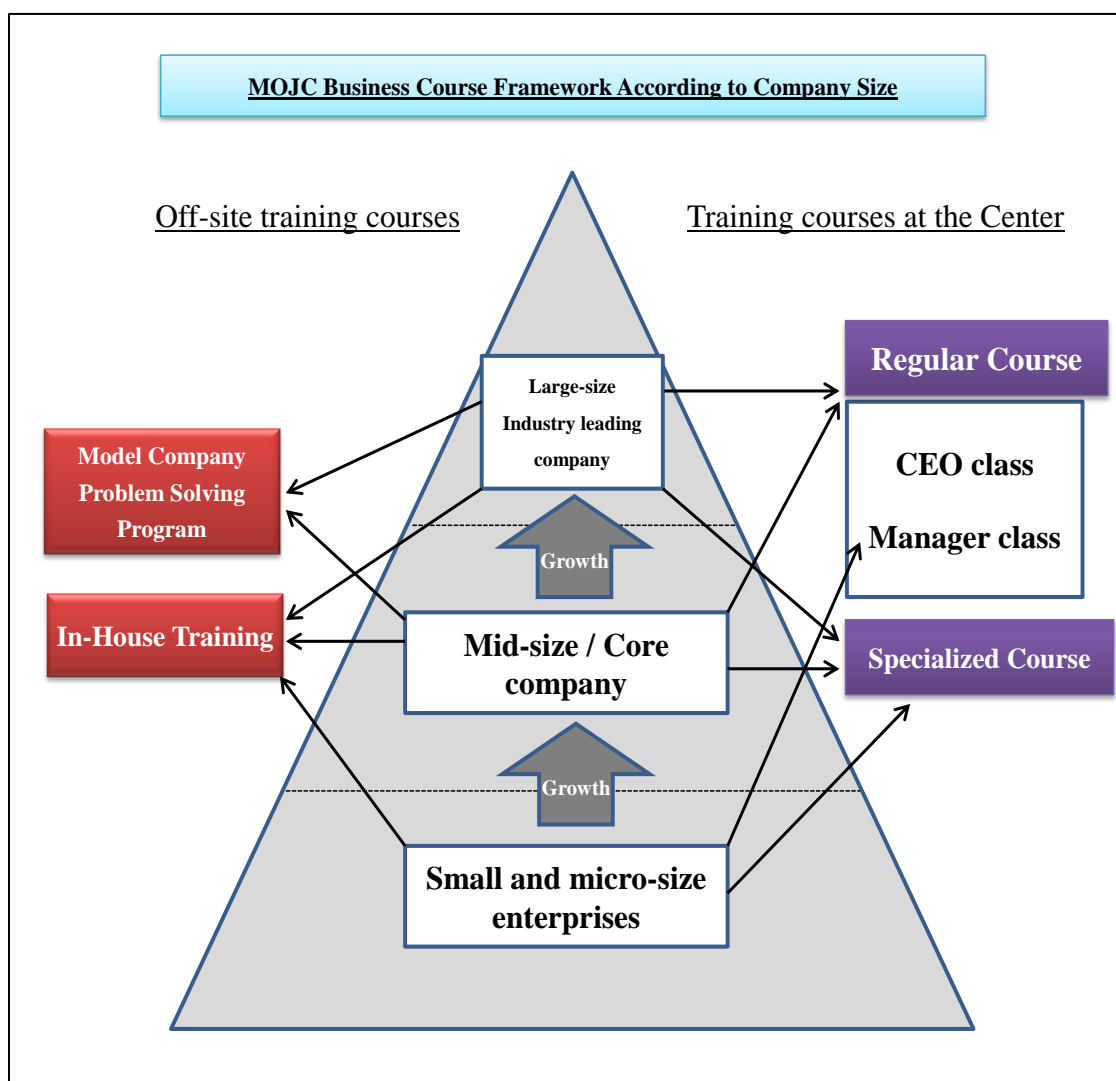 MOJC Business Course Framework According to Company Size
Off-site training courses
Training courses at the Center
Large-size
Industry leading
company
Regular Course
CEO class
Manager class
Model Company
Problem Solving
Program
Growth
In-House Training
Mid-size / Core
company
Specialized Course
Growth
Small and micro-size
enterprises